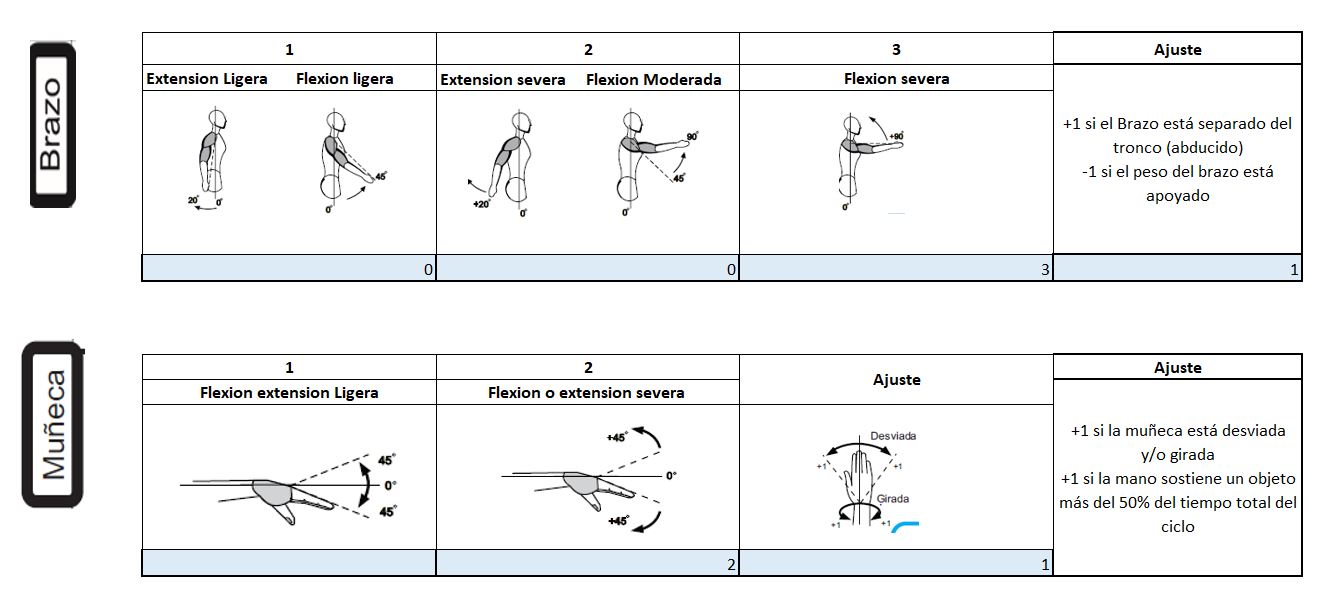 Brazo
1 2 3 Ajuste
Extension Ligera Flexion ligera Extension severa Flexion Moderada Flexion severa
+1 si el Brazo está separado del
tronco (abducido)
-1 si el peso del brazo está
apoyado
20° 0°
45°
0°
+20° 0°
90°
45°
0°
+90°
0°
0 0 3 1
Muñeca
1 2 Ajuste Ajuste
Flexion extension Ligera Flexion o extension severa
45°
0°
45°
+45°
0°
+45°
Desviada
+1 +1
Girada
+1 +1
+1 si la muñeca está desviada
y/o girada
+1 si la mano sostiene un objeto
más del 50% del tiempo total del
ciclo
2 1